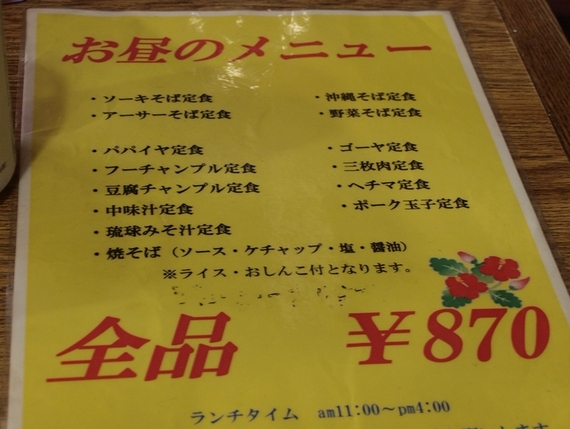 お昼のメニュー
・ソーキそば定食 ・沖縄そば定食
・アーサーそば定食 ・野菜そば定食
・パパイヤ定食 ・ゴーヤ定食
・フーチャンプル定食 ・三枚肉定食
・豆腐チャンプル定食 ・ヘチマ定食
・中味汁定食 ・ポーク玉子定食
・琉球みそ汁定食
・焼そば（ソース・ケチャップ・塩・醬油）
※ライス・おしんこ付となります。
全品 ￥870
ランチタイム am11:00〜pm4:00